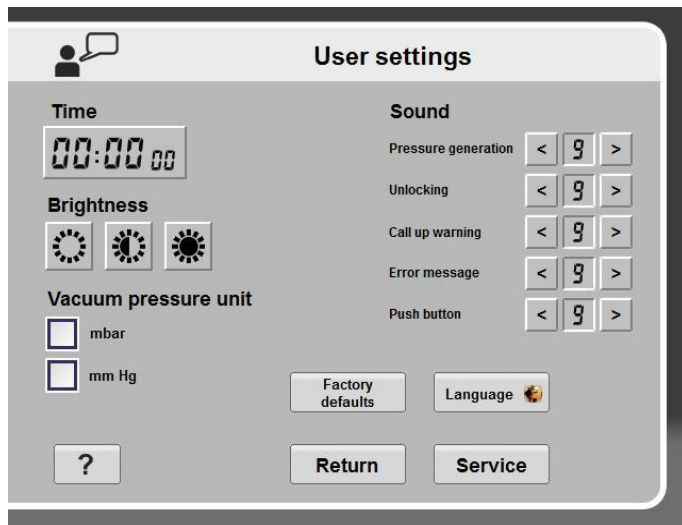 User settings
Time
00:00 00
Brightness
Vacuum pressure unit
mbar
mm Hg
Sound
Pressure generation < 9 >
Unlocking < 9 >
Call up warning < 9 >
Error message < 9 >
Push button < 9 >
Factory
defaults
Language
?
Return
Service